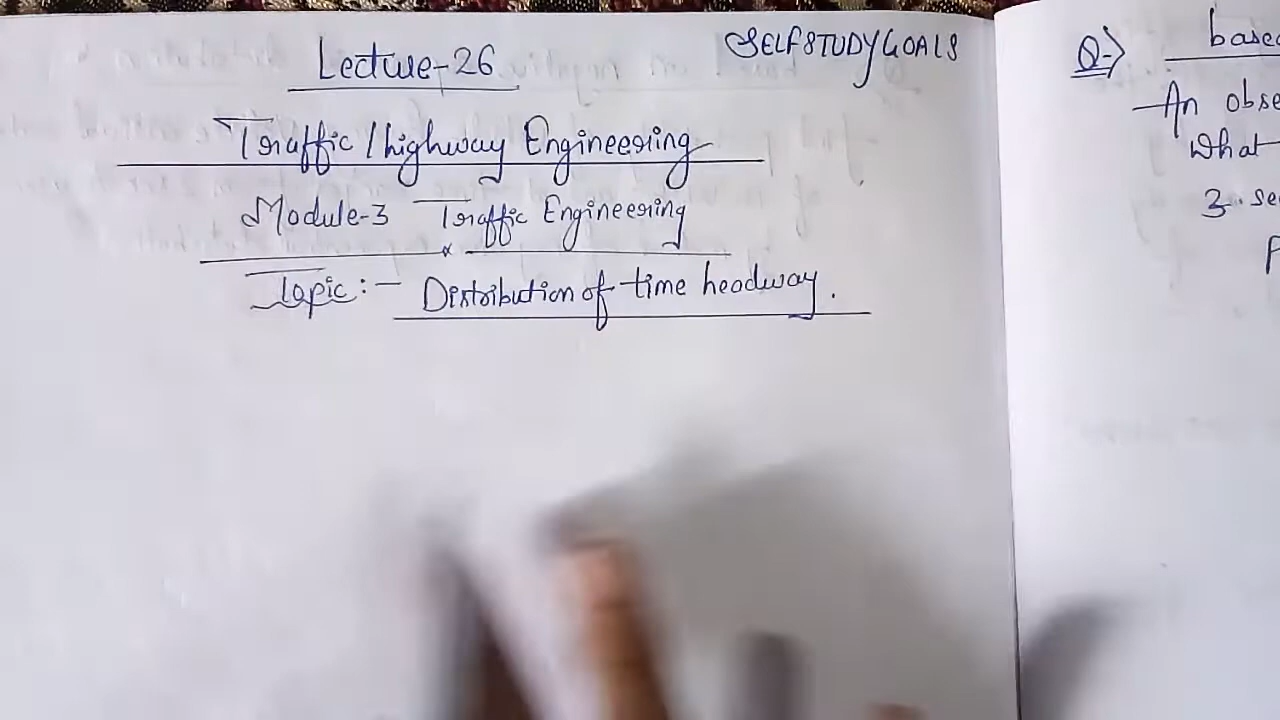 Lecture-26
SELFSTUDYGOALS
Traffic/highway Engineering
Module-3 Traffic Engineering
Topic:- Distribution of time headway.
Q→ based
An obse
What
3 se
P